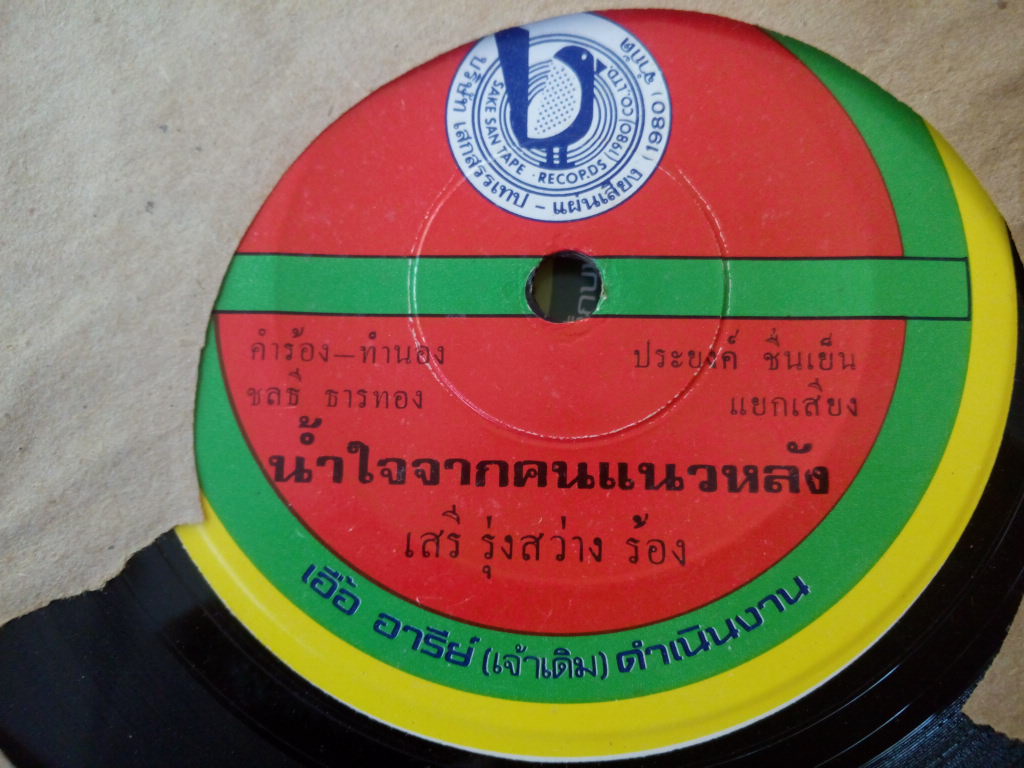 บริษัท เสกสรรเทป - แผ่นเสียง (1980) จำกัด
SAKE SAN TAPE · RECORDS (1980) CO., LTD.
คำร้อง–ทำนอง
ชลธี ธารทอง
ประยงค์ ชื่นเย็น
แยกเสียง
น้ำใจจากคนแนวหลัง
เสรี รุ่งสว่าง ร้อง
เอื้อ อารีย์ (เจ้าเดิม) ดำเนินงาน